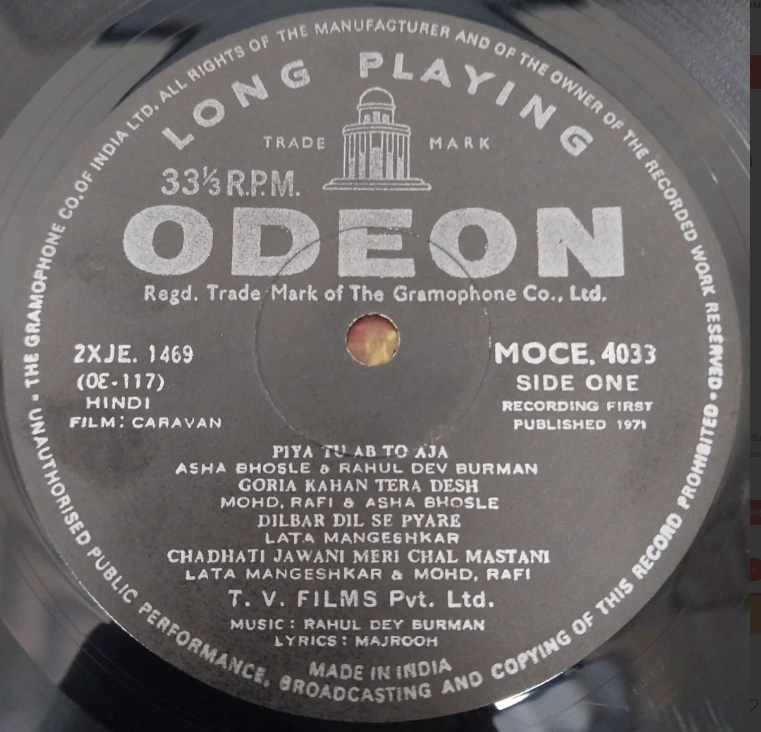 THE GRAMOPHONE CO. OF INDIA LTD. ALL RIGHTS OF THE MANUFACTURER AND OF THE OWNER OF THE RECORDED WORK RESERVED • UNAUTHORISED PUBLIC PERFORMANCE, BROADCASTING AND COPYING OF THIS RECORD PROHIBITED •
LONG PLAYING
TRADE MARK
33⅓ R.P.M.
ODEON
Regd. Trade Mark of The Gramophone Co., Ltd.
2XJE. 1469
(OE-117)
HINDI
FILM: CARAVAN
MOCE. 4033
SIDE ONE
RECORDING FIRST
PUBLISHED 1971
PIYA TU AB TO AJA
ASHA BHOSLE & RAHUL DEV BURMAN
GORIA KAHAN TERA DESH
MOHD, RAFI & ASHA BHOSLE
DILBAR DIL SE PYARE
LATA MANGESHKAR
CHADHATI JAWANI MERI CHAL MASTANI
LATA MANGESHKAR & MOHD, RAFI
T. V. FILMS Pvt. Ltd.
MUSIC: RAHUL DEV BURMAN
LYRICS: MAJROOH
MADE IN INDIA